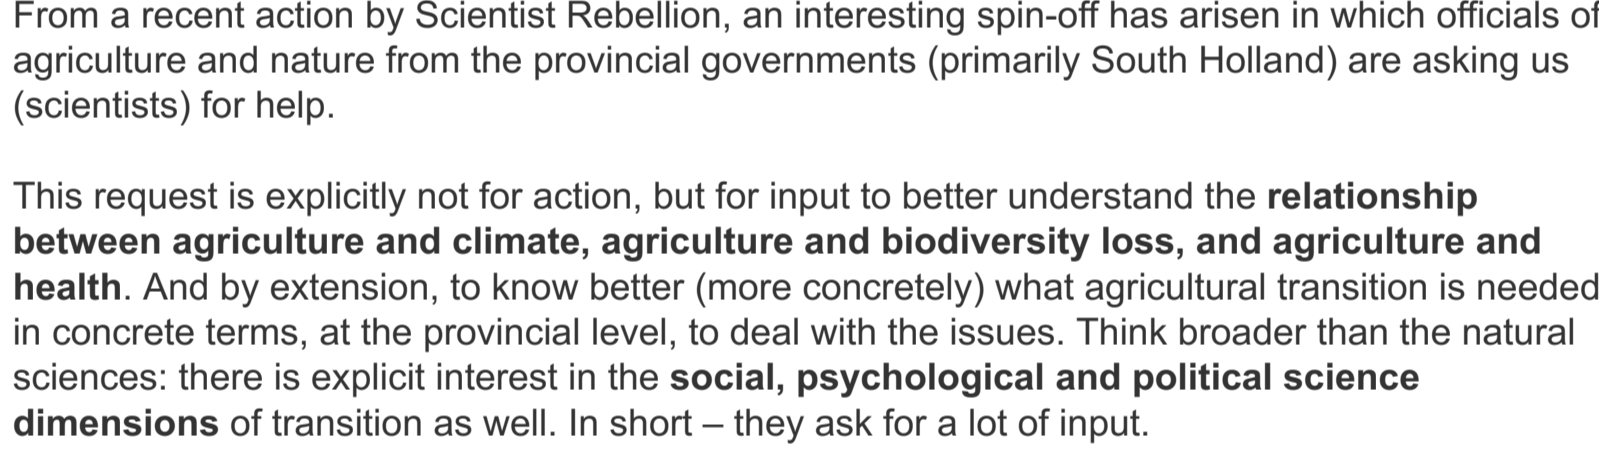 From a recent action by Scientist Rebellion, an interesting spin-off has arisen in which officials of
agriculture and nature from the provincial governments (primarily South Holland) are asking us
(scientists) for help.
This request is explicitly not for action, but for input to better understand the relationship
between agriculture and climate, agriculture and biodiversity loss, and agriculture and
health. And by extension, to know better (more concretely) what agricultural transition is needed
in concrete terms, at the provincial level, to deal with the issues. Think broader than the natural
sciences: there is explicit interest in the social, psychological and political science
dimensions of transition as well. In short – they ask for a lot of input.